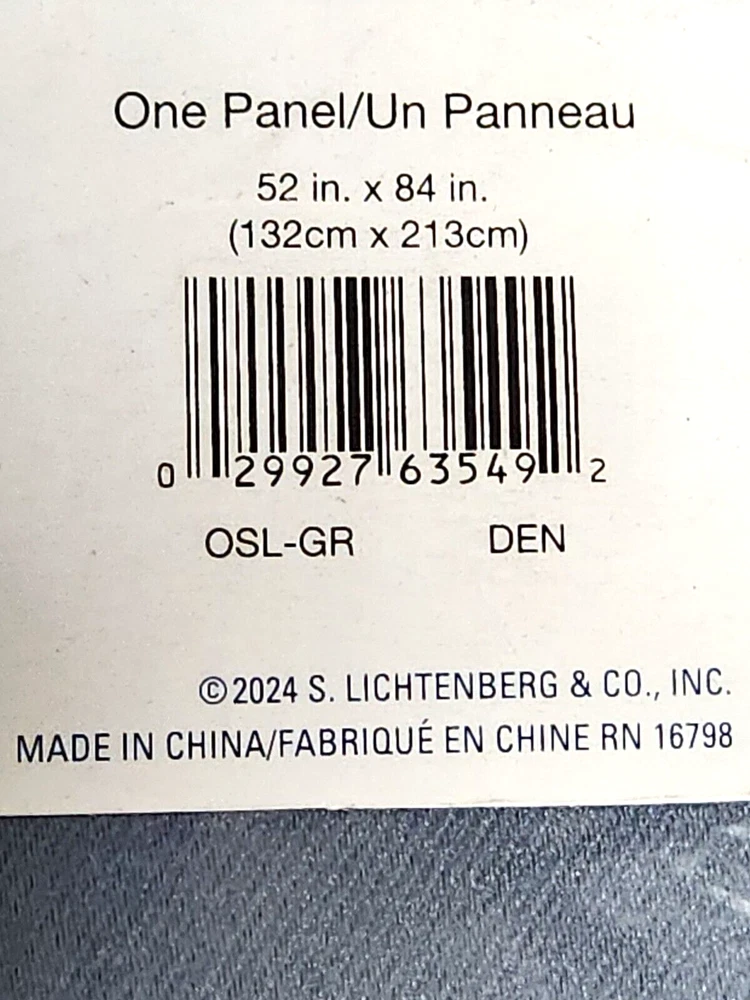 One Panel/Un Panneau
52 in. x 84 in.
(132cm x 213cm)
0 29927 63549 2
OSL-GR DEN
©2024 S. LICHTENBERG & CO., INC.
MADE IN CHINA/FABRIQUÉ EN CHINE RN 16798